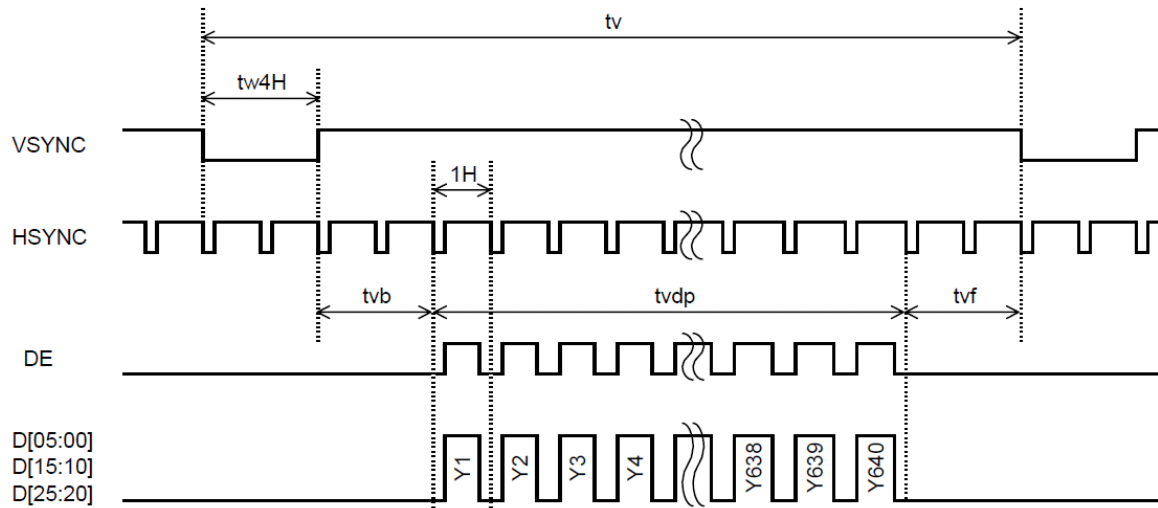 tv
tw4H
VSYNC
1H
HSYNC
tvb
tvdp
tvf
DE
D[05:00]
D[15:10]
D[25:20]
Y1
Y2
Y3
Y4
Y638
Y639
Y640